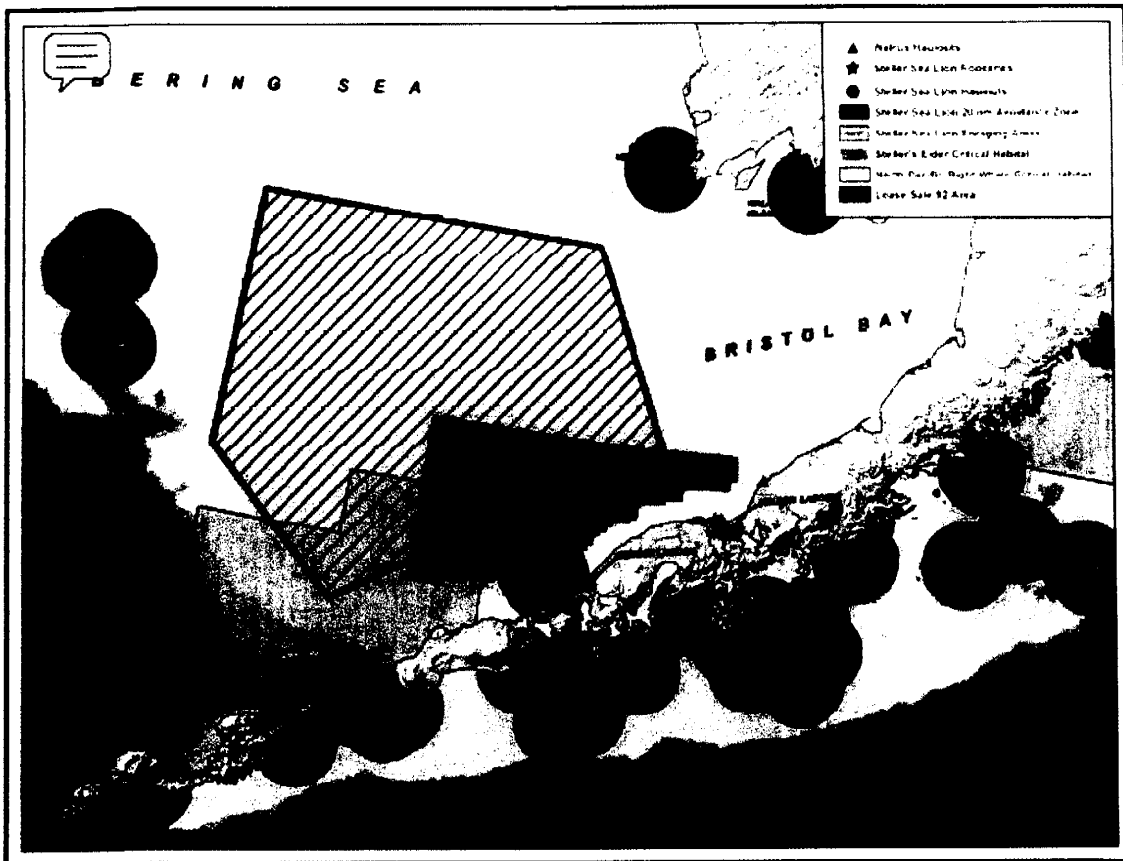 BERING SEA
Walrus Haulouts
Steller Sea Lion Rookeries
Steller Sea Lion Haulouts
Steller Sea Lion 20 nm Avoidance Zone
Steller Sea Lion Foraging Areas
Steller's Eider Critical Habitat
North Pacific Right Whale Critical Habitat
Lease Sale 92 Area
BRISTOL BAY